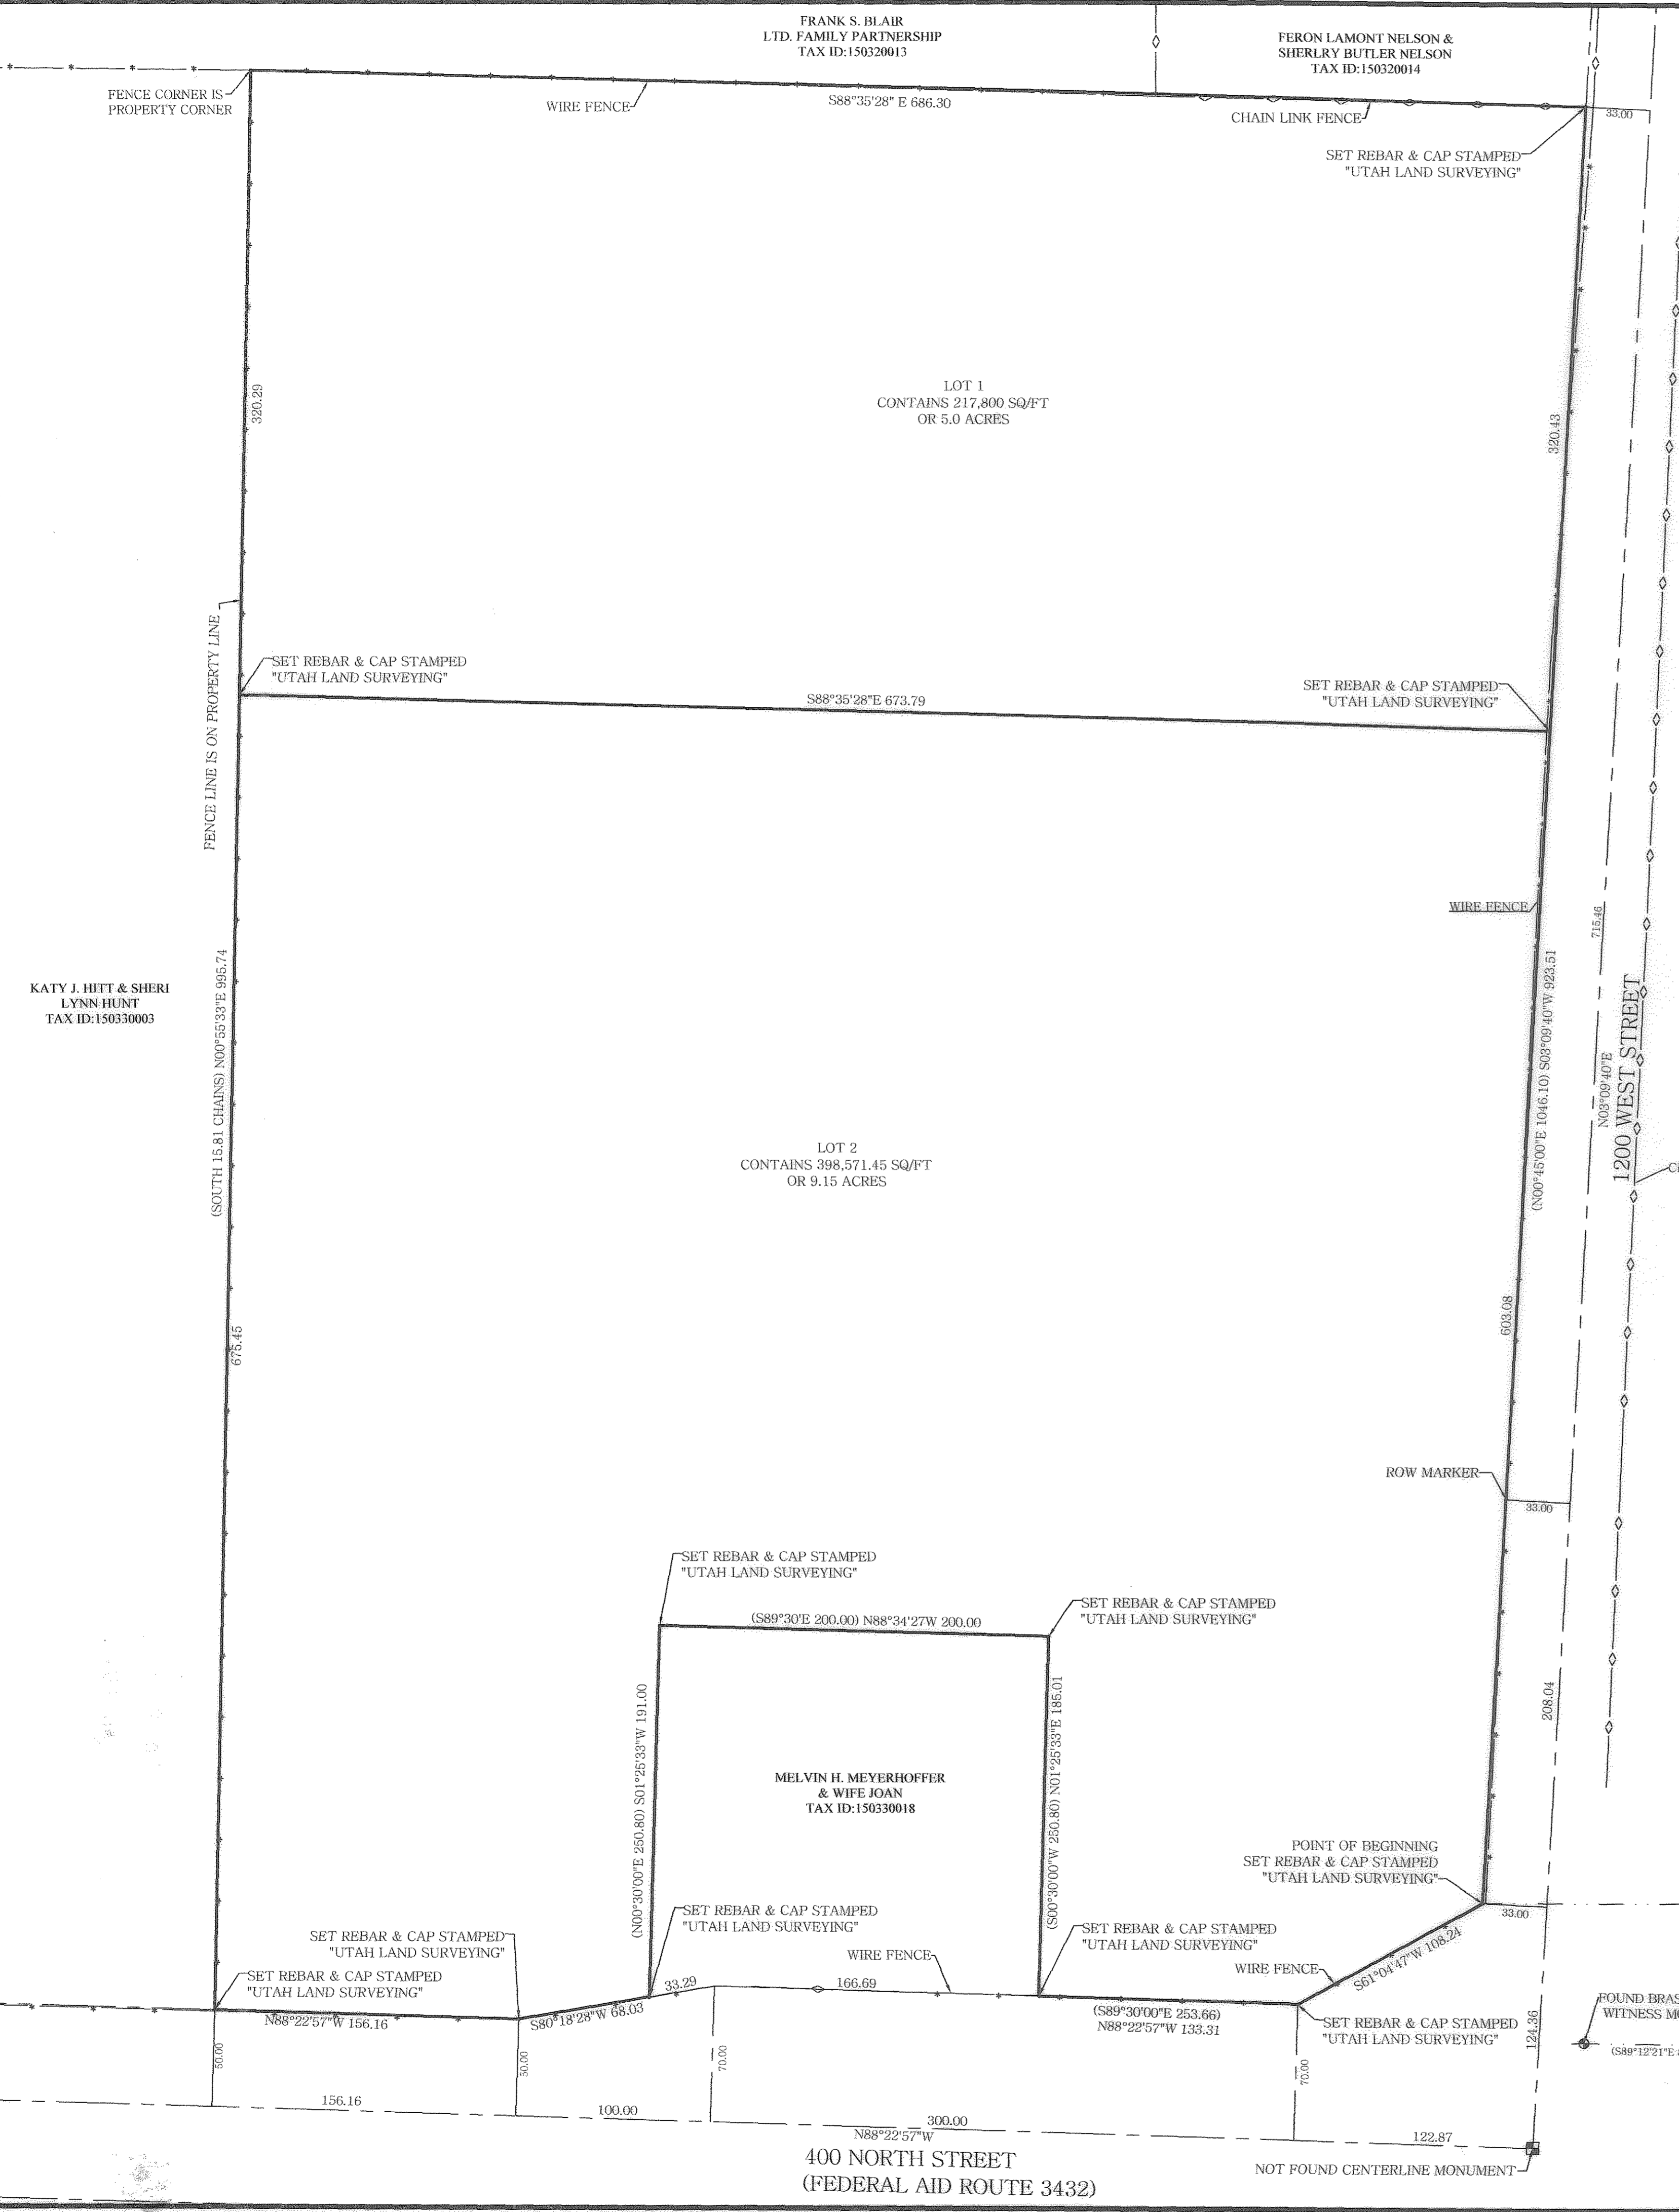 FRANK S. BLAIR
LTD. FAMILY PARTNERSHIP
TAX ID:150320013
FERON LAMONT NELSON &
SHERLRY BUTLER NELSON
TAX ID:150320014
FENCE CORNER IS
PROPERTY CORNER
WIRE FENCE
S88°35'28" E 686.30
CHAIN LINK FENCE
33.00
SET REBAR & CAP STAMPED
"UTAH LAND SURVEYING"
320.29
LOT 1
CONTAINS 217,800 SQ/FT
OR 5.0 ACRES
320.43
FENCE LINE IS ON PROPERTY LINE
SET REBAR & CAP STAMPED
"UTAH LAND SURVEYING"
S88°35'28"E 673.79
SET REBAR & CAP STAMPED
"UTAH LAND SURVEYING"
WIRE FENCE
715.46
KATY J. HITT & SHERI
LYNN HUNT
TAX ID:150330003
(SOUTH 15.81 CHAINS) N00°55'33"E 995.74
(N00°45'00"E 1046.10) S03°09'40"W 923.51
N03°09'40"E
1200 WEST STREET
LOT 2
CONTAINS 398,571.45 SQ/FT
OR 9.15 ACRES
675.45
603.08
ROW MARKER
33.00
SET REBAR & CAP STAMPED
"UTAH LAND SURVEYING"
(S89°30'E 200.00) N88°34'27W 200.00
SET REBAR & CAP STAMPED
"UTAH LAND SURVEYING"
(N00°30'00"E 250.80) S01°25'33"W 191.00
(S00°30'00"W 250.80) N01°25'33"E 185.01
208.04
MELVIN H. MEYERHOFFER
& WIFE JOAN
TAX ID:150330018
POINT OF BEGINNING
SET REBAR & CAP STAMPED
"UTAH LAND SURVEYING"
33.00
SET REBAR & CAP STAMPED
"UTAH LAND SURVEYING"
SET REBAR & CAP STAMPED
"UTAH LAND SURVEYING"
SET REBAR & CAP STAMPED
"UTAH LAND SURVEYING"
WIRE FENCE
SET REBAR & CAP STAMPED
"UTAH LAND SURVEYING"
WIRE FENCE
S61°04'47"W 108.24
33.29
166.69
N88°22'57"W 156.16
S80°18'28"W 68.03
(S89°30'00"E 253.66)
N88°22'57"W 133.31
SET REBAR & CAP STAMPED
"UTAH LAND SURVEYING"
124.36
FOUND BRAS
WITNESS MO
(S89°12'21"E
50.00
50.00
70.00
70.00
156.16
100.00
300.00
N88°22'57"W
122.87
400 NORTH STREET
(FEDERAL AID ROUTE 3432)
NOT FOUND CENTERLINE MONUMENT